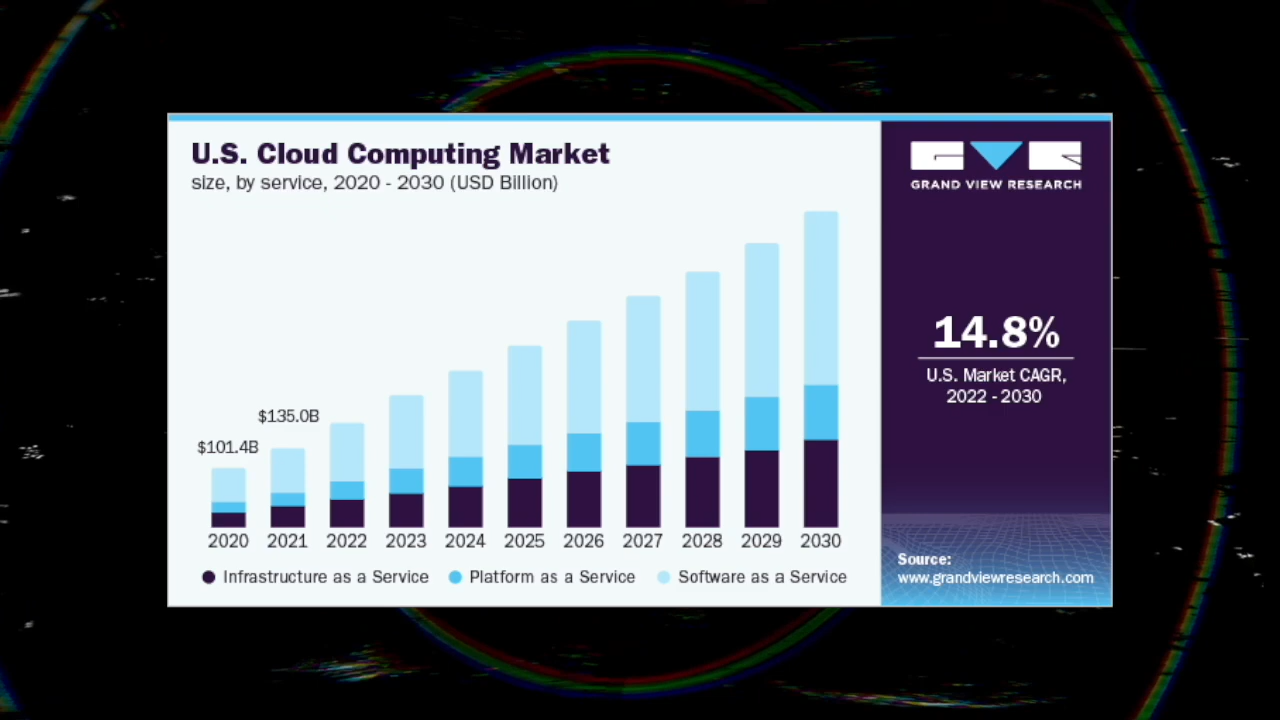 U.S. Cloud Computing Market
size, by service, 2020 - 2030 (USD Billion)
$101.4B
$135.0B
2020 2021 2022 2023 2024 2025 2026 2027 2028 2029 2030
Infrastructure as a Service Platform as a Service Software as a Service
GRAND VIEW RESEARCH
14.8%
U.S. Market CAGR,
2022 - 2030
Source:
www.grandviewresearch.com